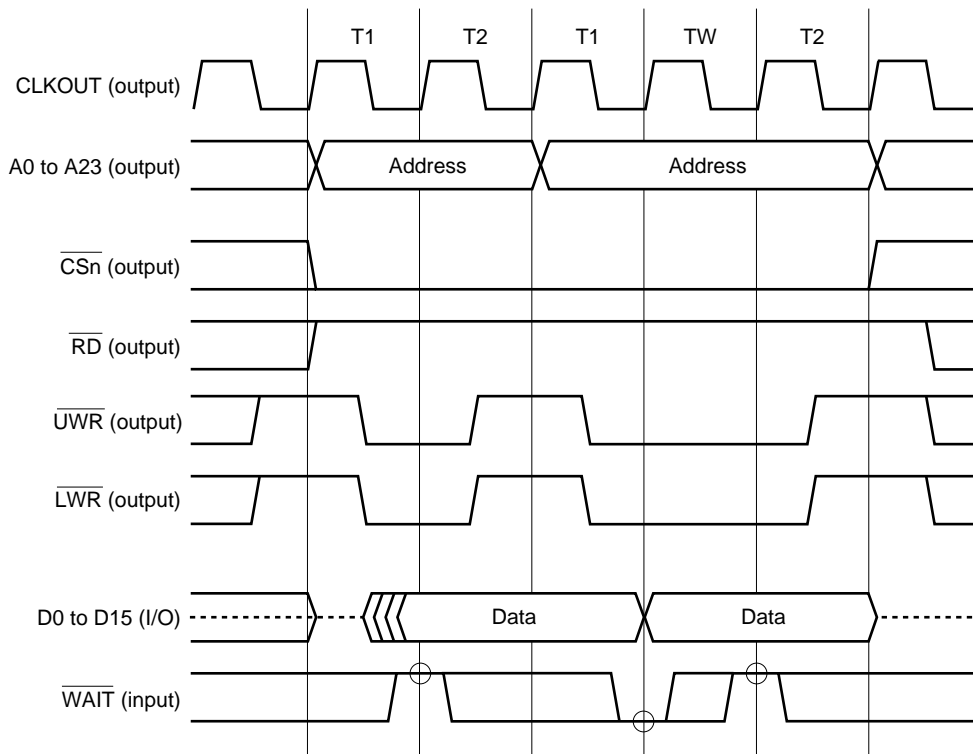 T1 T2 T1 TW T2
CLKOUT (output)
A0 to A23 (output) Address Address
CSn (output)
RD (output)
UWR (output)
LWR (output)
D0 to D15 (I/O) Data Data
WAIT (input)